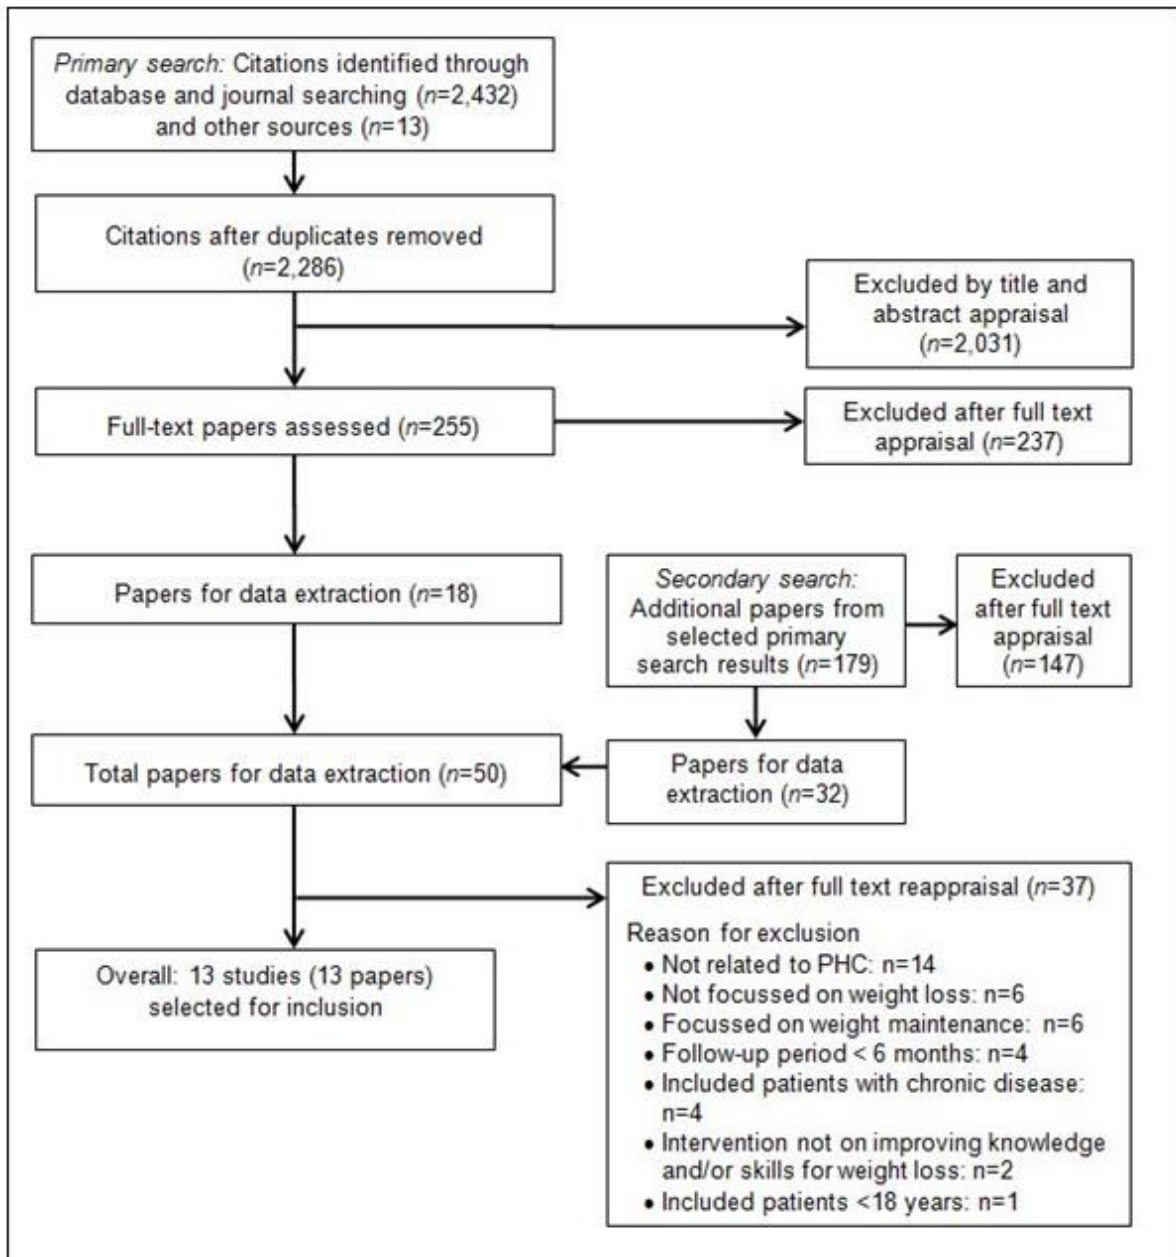 Primary search: Citations identified through
database and journal searching (n=2,432)
and other sources (n=13)
Citations after duplicates removed
(n=2,286)
Excluded by title and
abstract appraisal
(n=2,031)
Full-text papers assessed (n=255)
Excluded after full text
appraisal (n=237)
Papers for data extraction (n=18)
Secondary search:
Additional papers from
selected primary
search results (n=179)
Excluded
after full text
appraisal
(n=147)
Total papers for data extraction (n=50)
Papers for data
extraction (n=32)
Excluded after full text reappraisal (n=37)
Reason for exclusion
• Not related to PHC: n=14
• Not focussed on weight loss: n=6
• Focussed on weight maintenance: n=6
• Follow-up period < 6 months: n=4
• Included patients with chronic disease:
n=4
• Intervention not on improving knowledge
and/or skills for weight loss: n=2
• Included patients <18 years: n=1
Overall: 13 studies (13 papers)
selected for inclusion